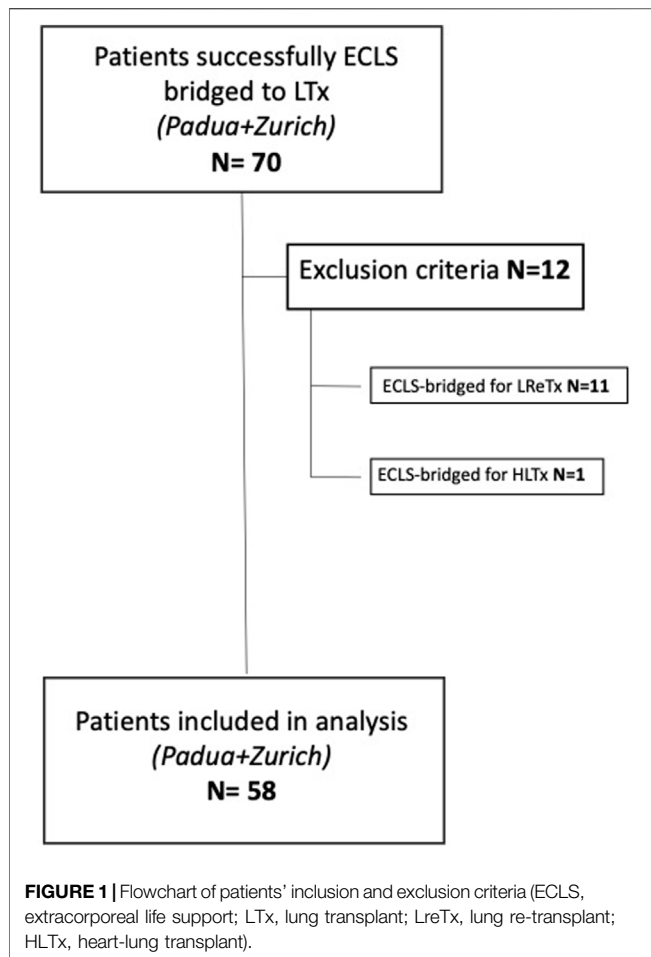 Patients successfully ECLS
bridged to LTx
(Padua+Zurich)
N= 70
Exclusion criteria N=12
ECLS-bridged for LReTx N=11
ECLS-bridged for HLTx N=1
Patients included in analysis
(Padua+Zurich)
N= 58
FIGURE 1 | Flowchart of patients’ inclusion and exclusion criteria (ECLS,
extracorporeal life support; LTx, lung transplant; LreTx, lung re-transplant;
HLTx, heart-lung transplant).